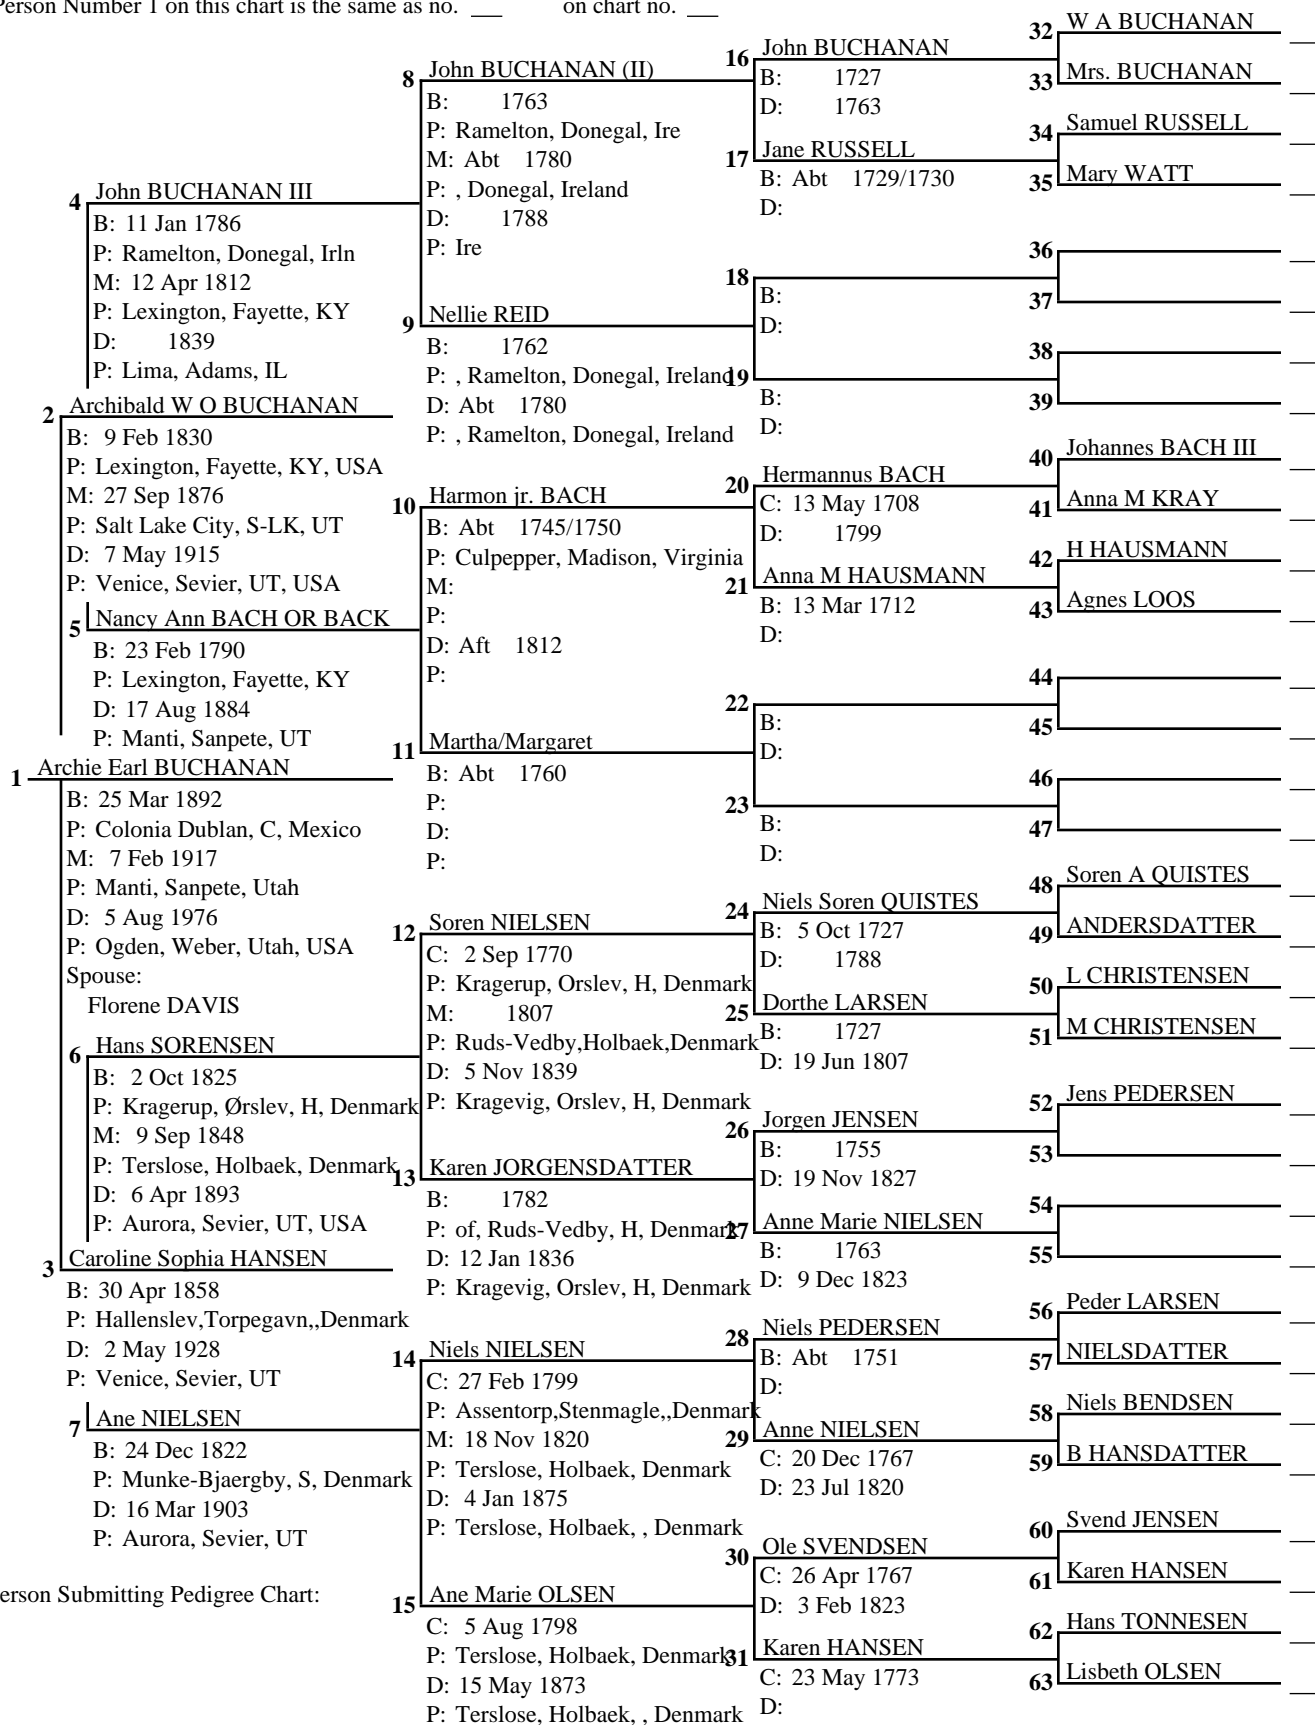 Person Number 1 on this chart is the same as no. ___ on chart no. ___
1 Archie Earl BUCHANAN
B: 25 Mar 1892
P: Colonia Dublan, C, Mexico
M: 7 Feb 1917
P: Manti, Sanpete, Utah
D: 5 Aug 1976
P: Ogden, Weber, Utah, USA
Spouse:
Florene DAVIS
2 Archibald W O BUCHANAN
B: 9 Feb 1830
P: Lexington, Fayette, KY, USA
M: 27 Sep 1876
P: Salt Lake City, S-LK, UT
D: 7 May 1915
P: Venice, Sevier, UT, USA
3 Caroline Sophia HANSEN
B: 30 Apr 1858
P: Hallenslev,Torpegavn,,Denmark
D: 2 May 1928
P: Venice, Sevier, UT
4 John BUCHANAN III
B: 11 Jan 1786
P: Ramelton, Donegal, Irln
M: 12 Apr 1812
P: Lexington, Fayette, KY
D: 1839
P: Lima, Adams, IL
5 Nancy Ann BACH OR BACK
B: 23 Feb 1790
P: Lexington, Fayette, KY
D: 17 Aug 1884
P: Manti, Sanpete, UT
6 Hans SORENSEN
B: 2 Oct 1825
P: Kragerup, Ørslev, H, Denmark
M: 9 Sep 1848
P: Terslose, Holbaek, Denmark
D: 6 Apr 1893
P: Aurora, Sevier, UT, USA
7 Ane NIELSEN
B: 24 Dec 1822
P: Munke-Bjaergby, S, Denmark
D: 16 Mar 1903
P: Aurora, Sevier, UT
erson Submitting Pedigree Chart:
8 John BUCHANAN (II)
B: 1763
P: Ramelton, Donegal, Ire
M: Abt 1780
P: , Donegal, Ireland
D: 1788
P: Ire
9 Nellie REID
B: 1762
P: , Ramelton, Donegal, Ireland
D: Abt 1780
P: , Ramelton, Donegal, Ireland
10 Harmon jr. BACH
B: Abt 1745/1750
P: Culpepper, Madison, Virginia
M:
P:
D: Aft 1812
P:
11 Martha/Margaret
B: Abt 1760
P:
D:
P:
12 Soren NIELSEN
C: 2 Sep 1770
P: Kragerup, Orslev, H, Denmark
M: 1807
P: Ruds-Vedby,Holbaek,Denmark
D: 5 Nov 1839
P: Kragevig, Orslev, H, Denmark
13 Karen JORGENSDATTER
B: 1782
P: of, Ruds-Vedby, H, Denmark
D: 12 Jan 1836
P: Kragevig, Orslev, H, Denmark
14 Niels NIELSEN
C: 27 Feb 1799
P: Assentorp,Stenmagle,,Denmark
M: 18 Nov 1820
P: Terslose, Holbaek, Denmark
D: 4 Jan 1875
P: Terslose, Holbaek, , Denmark
15 Ane Marie OLSEN
C: 5 Aug 1798
P: Terslose, Holbaek, Denmark
D: 15 May 1873
P: Terslose, Holbaek, , Denmark
16 John BUCHANAN
B: 1727
D: 1763
17 Jane RUSSELL
B: Abt 1729/1730
D:
18
B:
D:
19
B:
D:
20 Hermannus BACH
C: 13 May 1708
D: 1799
21 Anna M HAUSMANN
B: 13 Mar 1712
D:
22
B:
D:
23
B:
D:
24 Niels Soren QUISTES
B: 5 Oct 1727
D: 1788
25 Dorthe LARSEN
B: 1727
D: 19 Jun 1807
26 Jorgen JENSEN
B: 1755
D: 19 Nov 1827
27 Anne Marie NIELSEN
B: 1763
D: 9 Dec 1823
28 Niels PEDERSEN
B: Abt 1751
D:
29 Anne NIELSEN
C: 20 Dec 1767
D: 23 Jul 1820
30 Ole SVENDSEN
C: 26 Apr 1767
D: 3 Feb 1823
31 Karen HANSEN
C: 23 May 1773
D:
32 W A BUCHANAN
33 Mrs. BUCHANAN
34 Samuel RUSSELL
35 Mary WATT
36
37
38
39
40 Johannes BACH III
41 Anna M KRAY
42 H HAUSMANN
43 Agnes LOOS
44
45
46
47
48 Soren A QUISTES
49 ANDERSDATTER
50 L CHRISTENSEN
51 M CHRISTENSEN
52 Jens PEDERSEN
53
54
55
56 Peder LARSEN
57 NIELSDATTER
58 Niels BENDSEN
59 B HANSDATTER
60 Svend JENSEN
61 Karen HANSEN
62 Hans TONNESEN
63 Lisbeth OLSEN